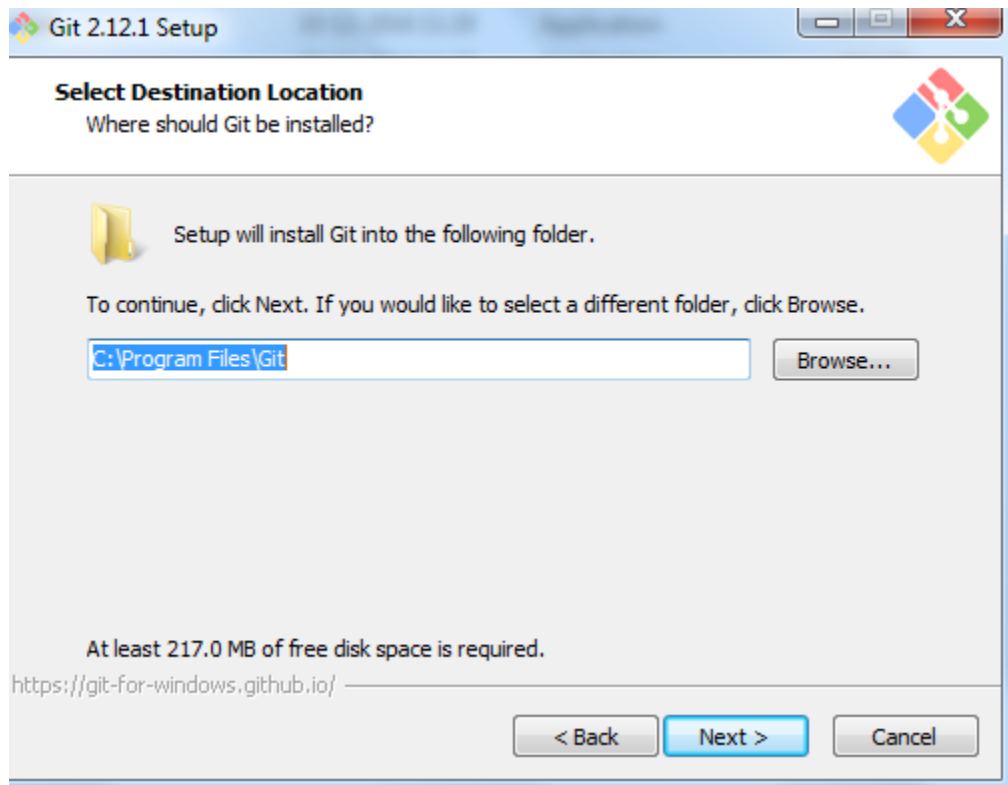 Git 2.12.1 Setup
Select Destination Location
Where should Git be installed?
Setup will install Git into the following folder.
To continue, click Next. If you would like to select a different folder, click Browse.
C:\Program Files\Git
Browse...
At least 217.0 MB of free disk space is required.
https://git-for-windows.github.io/
< Back
Next >
Cancel